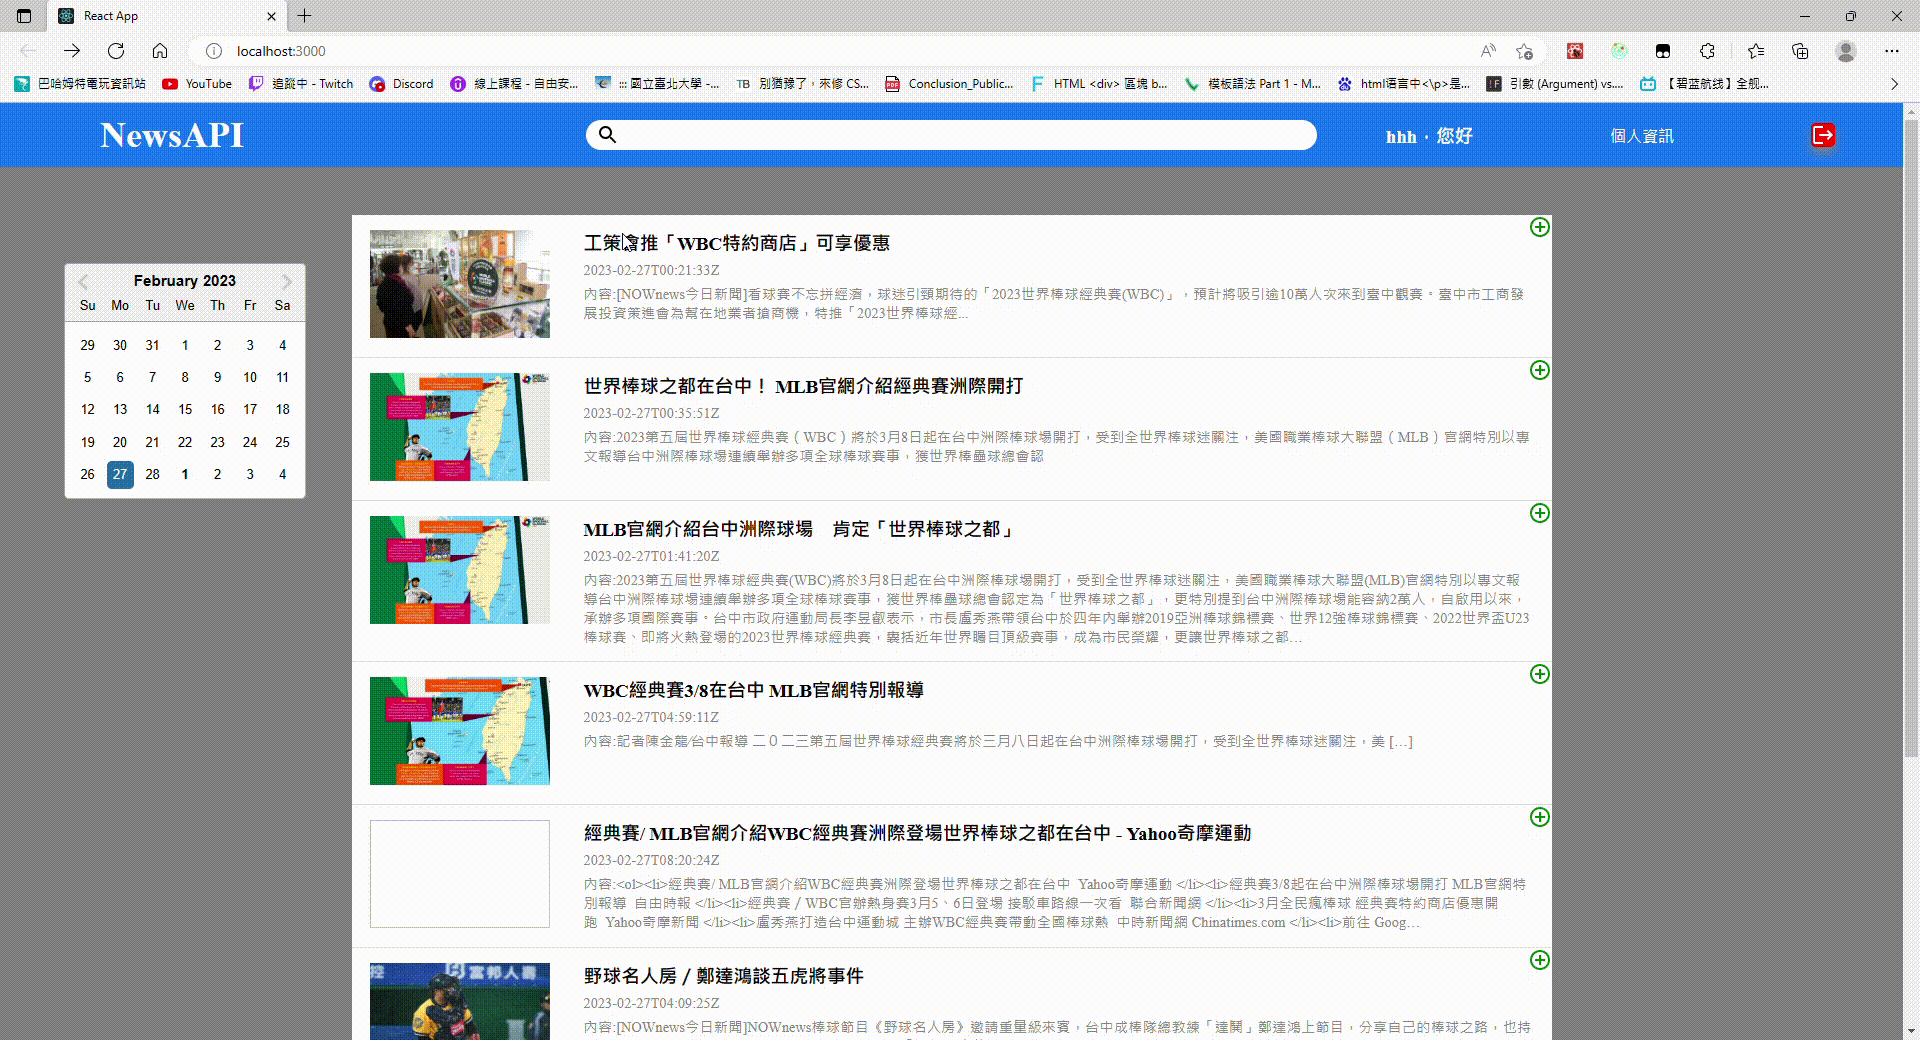 React App
localhost:3000
巴哈姆特電玩資訊站 YouTube 追蹤中 - Twitch Discord 線上課程 - 自由安... ::: 國立臺北大學 -... TB 別猶豫了，來修 CS... Conclusion_Public... HTML <div> 區塊 b... 模板語法 Part 1 - M... html语言中<\p>是... 引數 (Argument) vs.... 【碧蓝航线】全舰...
NewsAPI hhh，您好 個人資訊
February 2023
Su Mo Tu We Th Fr Sa
29 30 31 1 2 3 4
5 6 7 8 9 10 11
12 13 14 15 16 17 18
19 20 21 22 23 24 25
26 27 28 1 2 3 4
工策會推「WBC特約商店」可享優惠
2023-02-27T00:21:33Z
內容:[NOWnews今日新聞]看球賽不忘拼經濟，球迷引頸期待的「2023世界棒球經典賽(WBC)」，預計將吸引逾10萬人次來到臺中觀賽。臺中市工商發
展投資策進會為幫在地業者搶商機，特推「2023世界棒球經...
世界棒球之都在台中！ MLB官網介紹經典賽洲際開打
2023-02-27T00:35:51Z
內容:2023第五屆世界棒球經典賽（WBC）將於3月8日起在台中洲際棒球場開打，受到全世界棒球迷關注，美國職業棒球大聯盟（MLB）官網特別以專
文報導台中洲際棒球場連續舉辦多項全球棒球賽事，獲世界棒壘球總會認
MLB官網介紹台中洲際球場　肯定「世界棒球之都」
2023-02-27T01:41:20Z
內容:2023第五屆世界棒球經典賽(WBC)將於3月8日起在台中洲際棒球場開打，受到全世界棒球迷關注，美國職業棒球大聯盟(MLB)官網特別以專文報
導台中洲際棒球場連續舉辦多項全球棒球賽事，獲世界棒壘球總會認定為「世界棒球之都」，更特別提到台中洲際棒球場能容納2萬人，自啟用以來，
承辦多項國際賽事。台中市政府運動局長李昱叡表示，市長盧秀燕帶領台中於四年內舉辦2019亞洲棒球錦標賽、世界12強棒球錦標賽、2022世界盃U23
棒球賽、即將火熱登場的2023世界棒球經典賽，囊括近年世界矚目頂級賽事，成為市民榮耀，更讓世界棒球之都…
WBC經典賽3/8在台中 MLB官網特別報導
2023-02-27T04:59:11Z
內容:記者陳金龍∕台中報導 二０二三第五屆世界棒球經典賽將於三月八日起在台中洲際棒球場開打，受到全世界棒球迷關注，美 […]
經典賽/ MLB官網介紹WBC經典賽洲際登場世界棒球之都在台中 - Yahoo奇摩運動
2023-02-27T08:20:24Z
內容:<ol><li>經典賽/ MLB官網介紹WBC經典賽洲際登場世界棒球之都在台中 Yahoo奇摩運動 </li><li>經典賽3/8起在台中洲際棒球場開打 MLB官網特
別報導 自由時報 </li><li>經典賽／WBC官辦熱身賽3月5、6日登場 接駁車路線一次看 聯合新聞網 </li><li>3月全民瘋棒球 經典賽特約商店優惠開
跑 Yahoo奇摩新聞 </li><li>盧秀燕打造台中運動城 主辦WBC經典賽帶動全國棒球熱 中時新聞網 Chinatimes.com </li><li>前往 Goog…
野球名人房／鄭達鴻談五虎將事件
2023-02-27T04:09:25Z
內容:[NOWnews今日新聞]NOWnews棒球節目《野球名人房》邀請重量級來賓，台中成棒隊總教練「達鬨」鄭達鴻上節目，分享自己的棒球之路，也持
富邦人壽